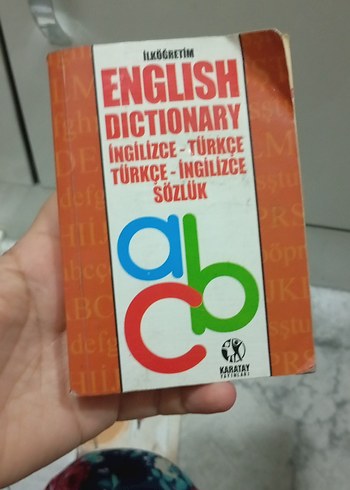 İLKÖĞRETİM
ENGLISH
DICTIONARY
İNGİLİZCE - TÜRKÇE
TÜRKÇE - İNGİLİZCE
SÖZLÜK
abc
KARATAY
YAYINLARI